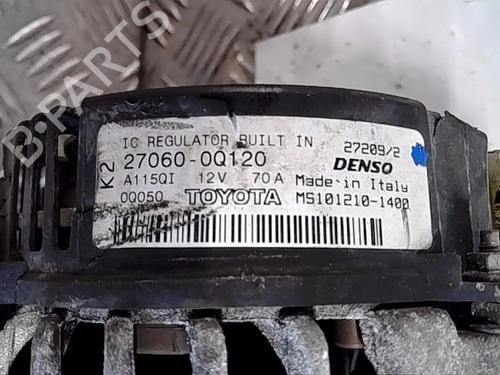 IC REGULATOR BUILT IN 27209/2
K2 27060-0Q120 DENSO
A115QI 12V 70A Made in Italy
0Q050 TOYOTA MS101210-1400
B-Parts